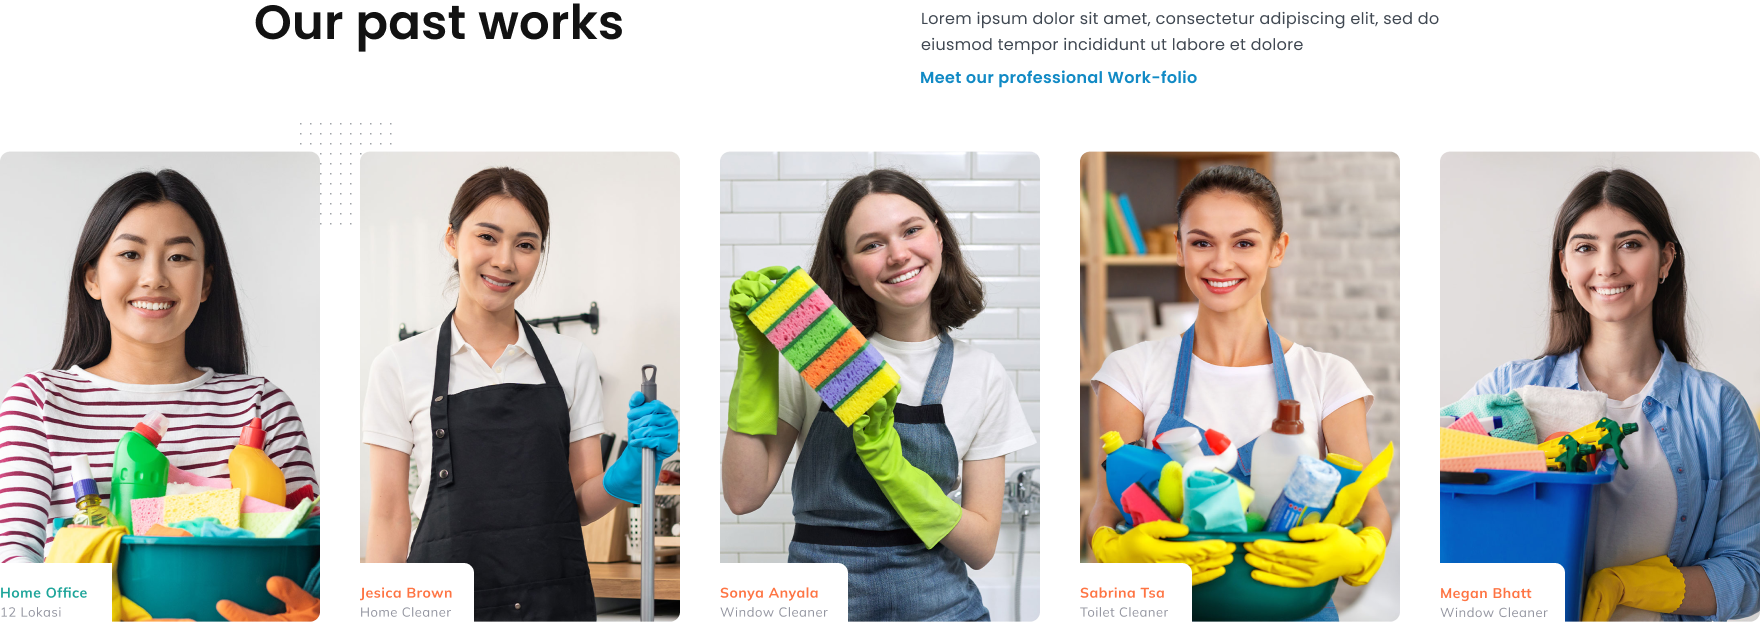 Our past works
Lorem ipsum dolor sit amet, consectetur adipiscing elit, sed do
eiusmod tempor incididunt ut labore et dolore
Meet our professional Work-folio
Home Office
12 Lokasi
Jesica Brown
Home Cleaner
Sonya Anyala
Window Cleaner
Sabrina Tsa
Toilet Cleaner
Megan Bhatt
Window Cleaner